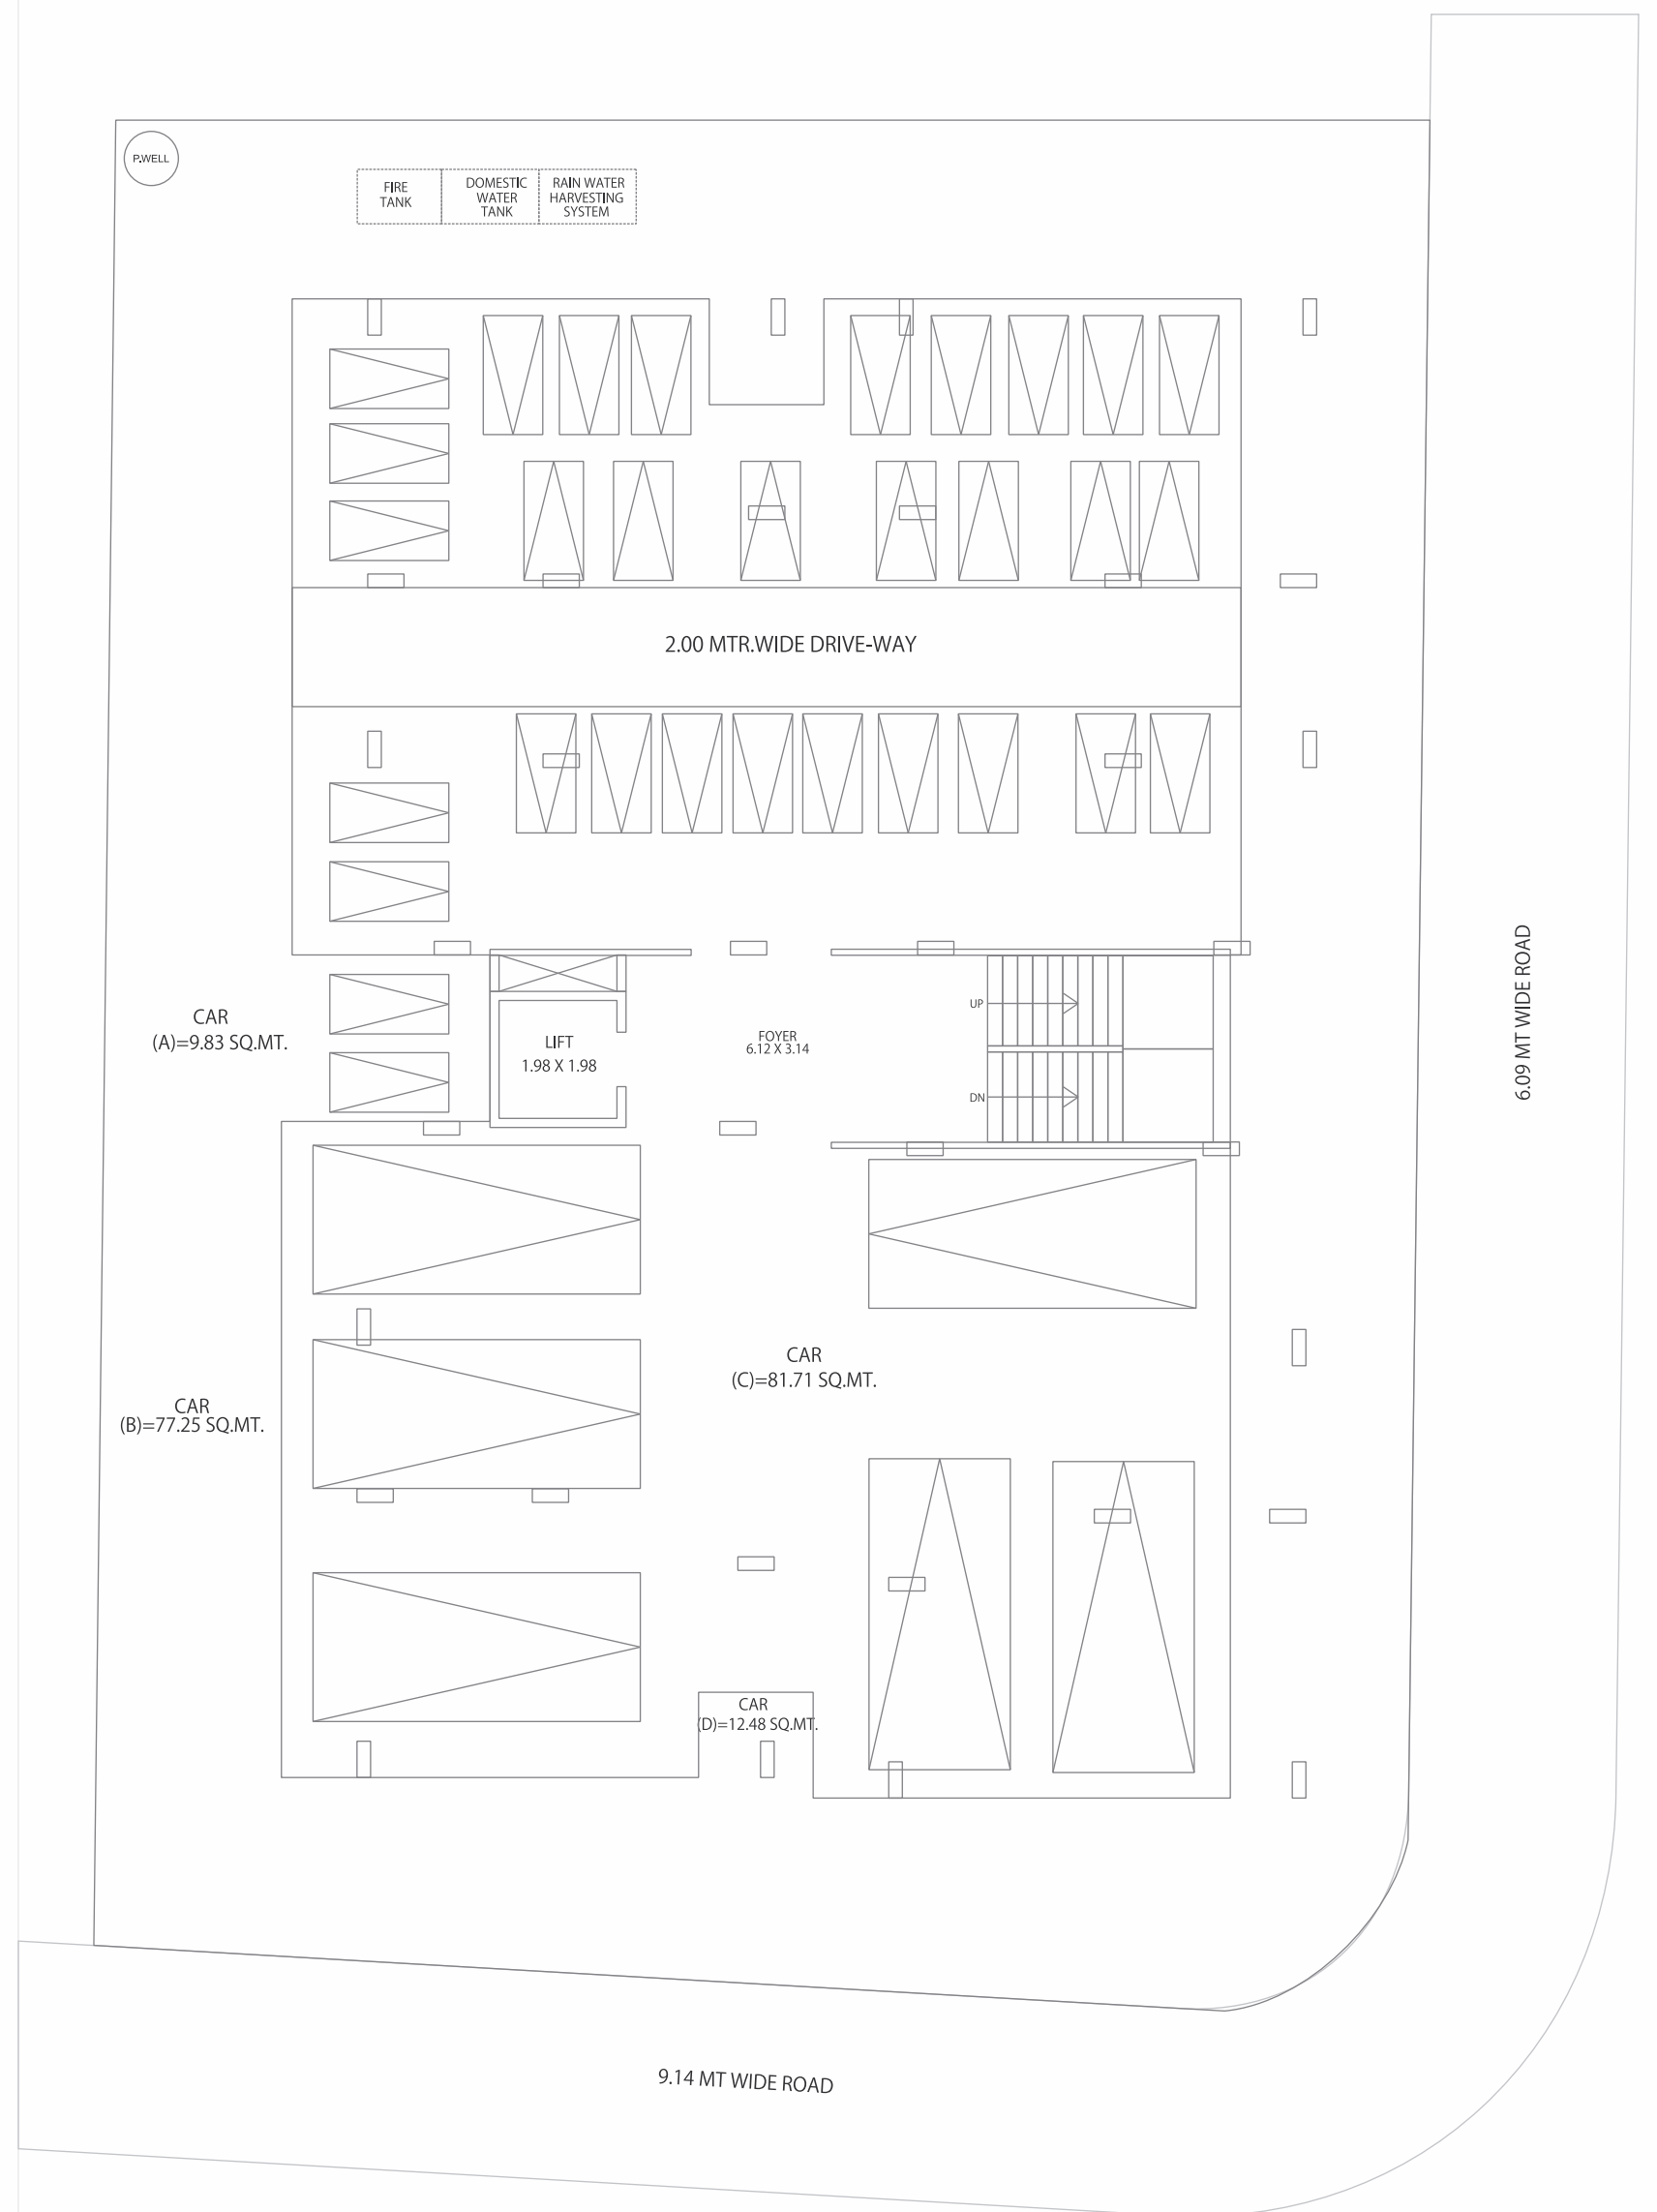 P.WELL
FIRE
TANK
DOMESTIC
WATER
TANK
RAIN WATER
HARVESTING
SYSTEM
2.00 MTR.WIDE DRIVE-WAY
CAR
(A)=9.83 SQ.MT.
LIFT
1.98 X 1.98
FOYER
6.12 X 3.14
UP
DN
6.09 MT WIDE ROAD
CAR
(C)=81.71 SQ.MT.
CAR
(B)=77.25 SQ.MT.
CAR
(D)=12.48 SQ.MT.
9.14 MT WIDE ROAD